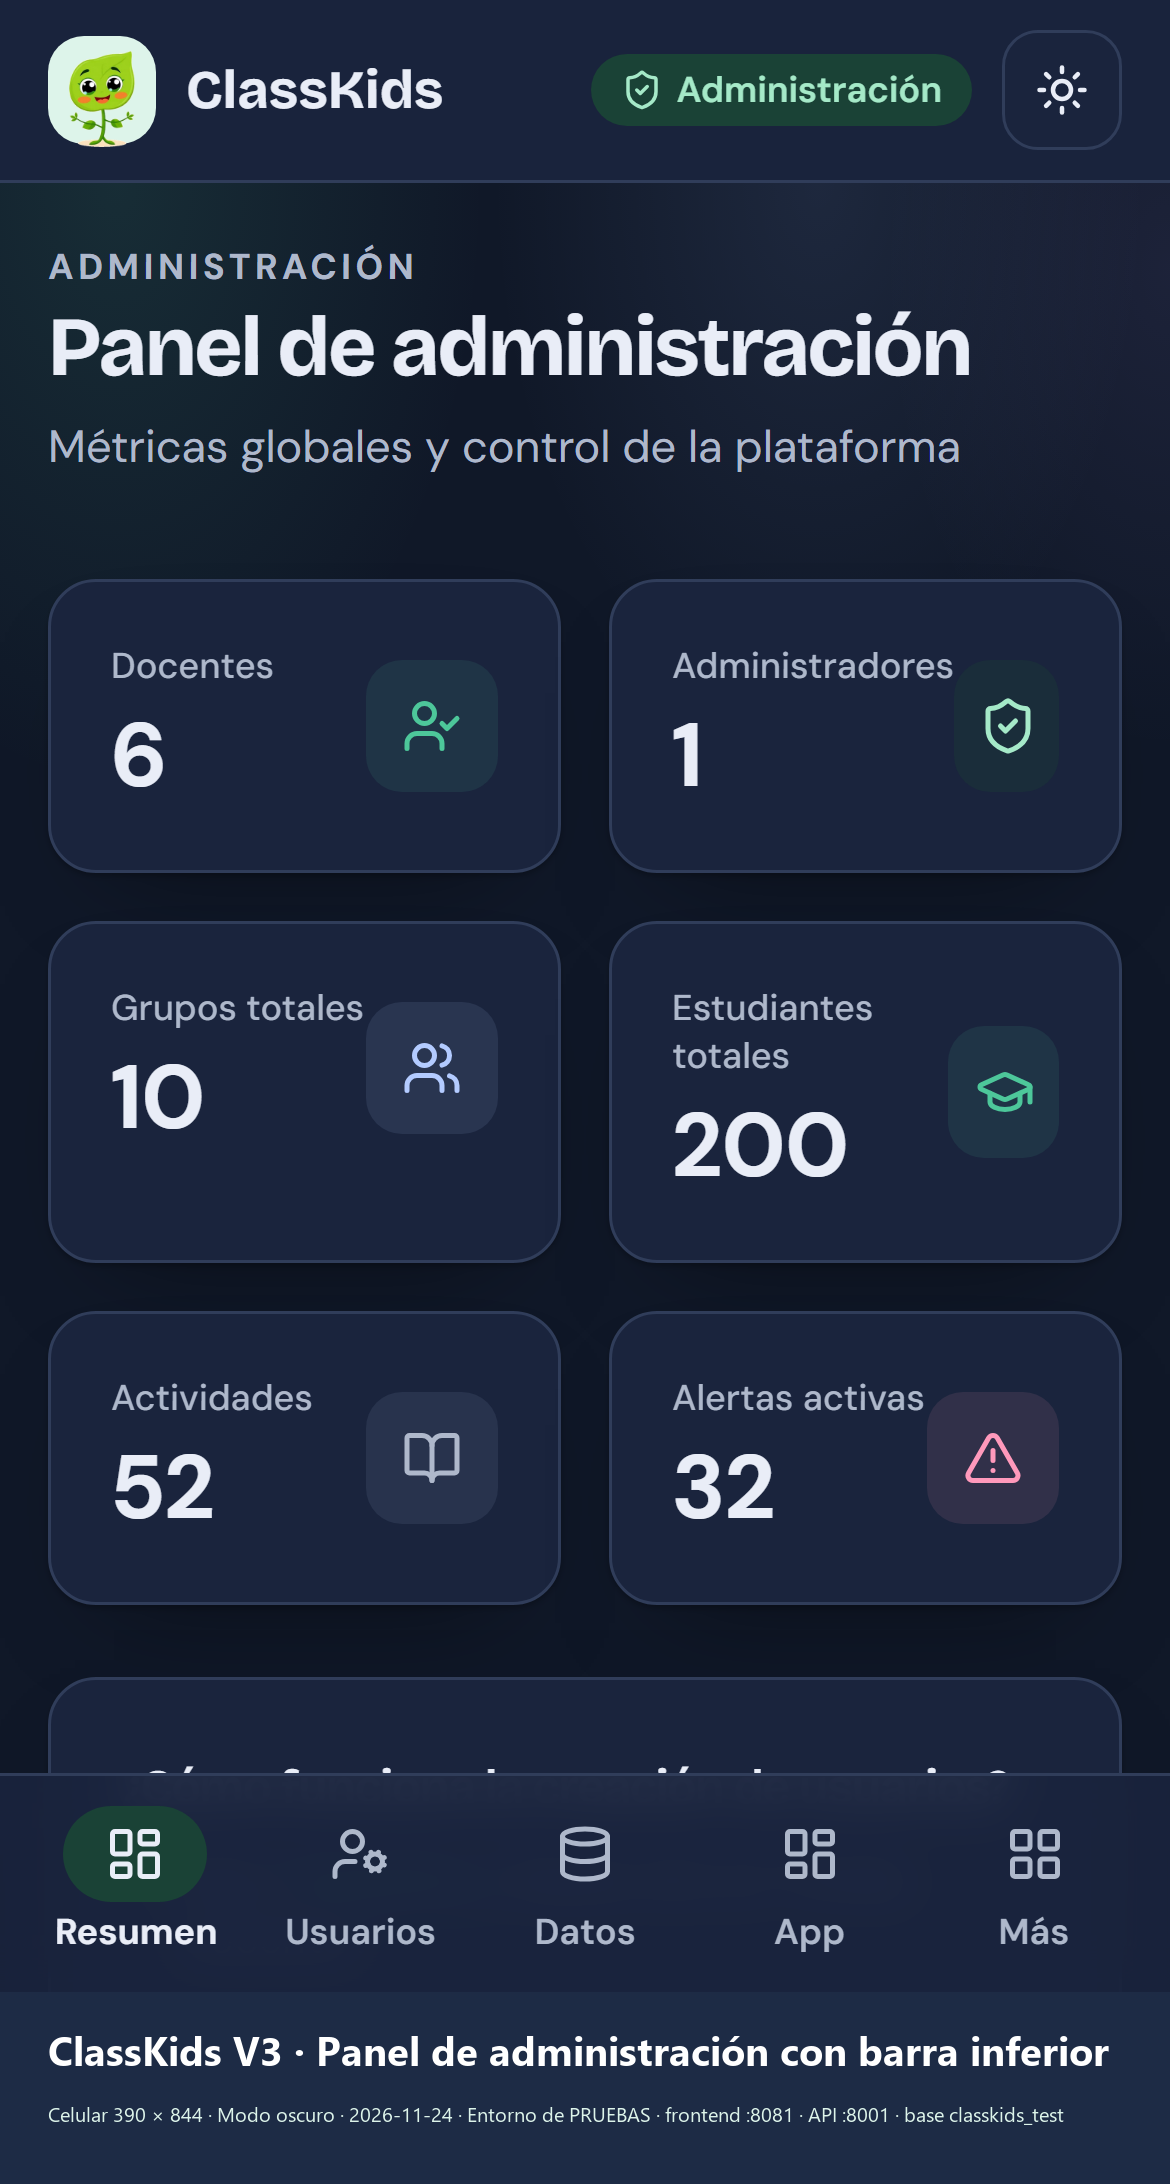 ClassKids
Administración
ADMINISTRACIÓN
Panel de administración
Métricas globales y control de la plataforma
Docentes
6
Administradores
1
Grupos totales
10
Estudiantes
totales
200
Actividades
52
Alertas activas
32
Resumen
Usuarios
Datos
App
Más
ClassKids V3 · Panel de administración con barra inferior
Celular 390 × 844 · Modo oscuro · 2026-11-24 · Entorno de PRUEBAS · frontend :8081 · API :8001 · base classkids_test